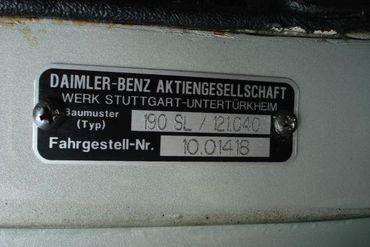 DAIMLER-BENZ AKTIENGESELLSCHAFT
WERK STUTTGART-UNTERTÜRKHEIM
Baumuster (Typ) 190 SL / 121.040
Fahrgestell-Nr. 10.01418